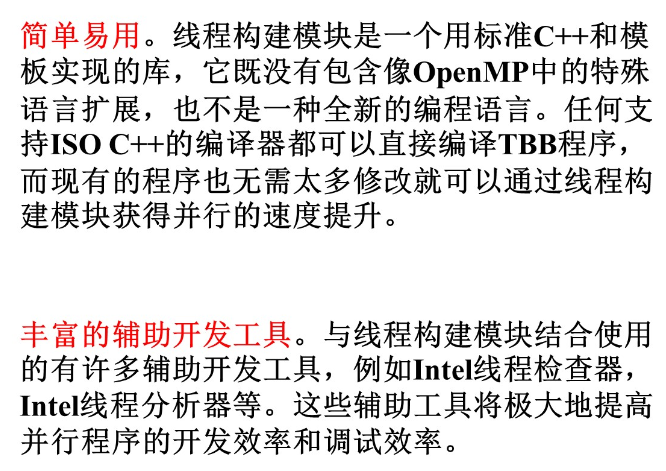 简单易用。线程构建模块是一个用标准C++和模
板实现的库，它既没有包含像OpenMP中的特殊
语言扩展，也不是一种全新的编程语言。任何支
持ISO C++的编译器都可以直接编译TBB程序，
而现有的程序也无需太多修改就可以通过线程构
建模块获得并行的速度提升。
丰富的辅助开发工具。与线程构建模块结合使用
的有许多辅助开发工具，例如Intel线程检查器，
Intel线程分析器等。这些辅助工具将极大地提高
并行程序的开发效率和调试效率。